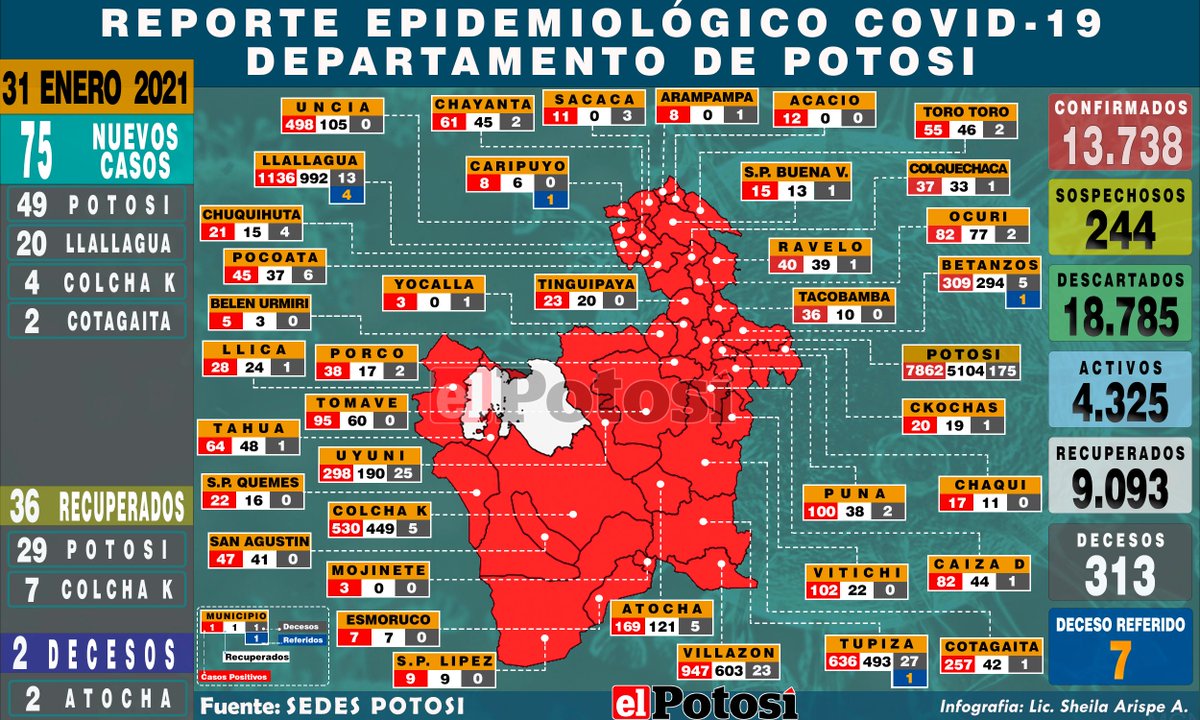 REPORTE EPIDEMIOLÓGICO COVID-19
DEPARTAMENTO DE POTOSI
31 ENERO 2021
75 NUEVOS CASOS
49 POTOSI
20 LLALLAGUA
4 COLCHA K
2 COTAGAITA
36 RECUPERADOS
29 POTOSI
7 COLCHA K
2 DECESOS
2 ATOCHA
UNCIA
498 105 0
CHAYANTA
61 45 2
SACACA
11 0 3
ARAMPAMPA
8 0 1
ACACIO
12 0 0
TORO TORO
55 46 2
LLALLAGUA
1136 992 13
4
CARIPUYO
8 6 0
1
S.P. BUENA V.
15 13 1
COLQUECHACA
37 33 1
CHUQUIHUTA
21 15 4
OCURI
82 77 2
POCOATA
45 37 6
RAVELO
40 39 1
YOCALLA
3 0 1
TINGUIPAYA
23 20 0
BETANZOS
309 294 5
1
BELEN URMIRI
5 3 0
TACOBAMBA
36 10 0
LLICA
28 24 1
PORCO
38 17 2
POTOSI
7862 5104 175
el Potosí
TOMAVE
95 60 0
CKOCHAS
20 19 1
TAHUA
64 48 1
UYUNI
298 190 25
S.P. QUEMES
22 16 0
PUNA
100 38 2
CHAQUI
17 11 0
COLCHA K
530 449 5
SAN AGUSTIN
47 41 0
MOJINETE
3 0 0
VITICHI
102 22 0
CAIZA D
82 44 1
ESMORUCO
7 7 0
ATOCHA
169 121 5
S.P. LIPEZ
9 9 0
VILLAZON
947 603 23
TUPIZA
636 493 27
1
COTAGAITA
257 42 1
MUNICIPIO
1 1 1
1
Decesos
Referidos
Recuperados
Casos Positivos
CONFIRMADOS
13.738
SOSPECHOSOS
244
DESCARTADOS
18.785
ACTIVOS
4.325
RECUPERADOS
9.093
DECESOS
313
DECESO REFERIDO
7
Fuente: SEDES POTOSI
el Potosí
Infografia: Lic. Sheila Arispe A.